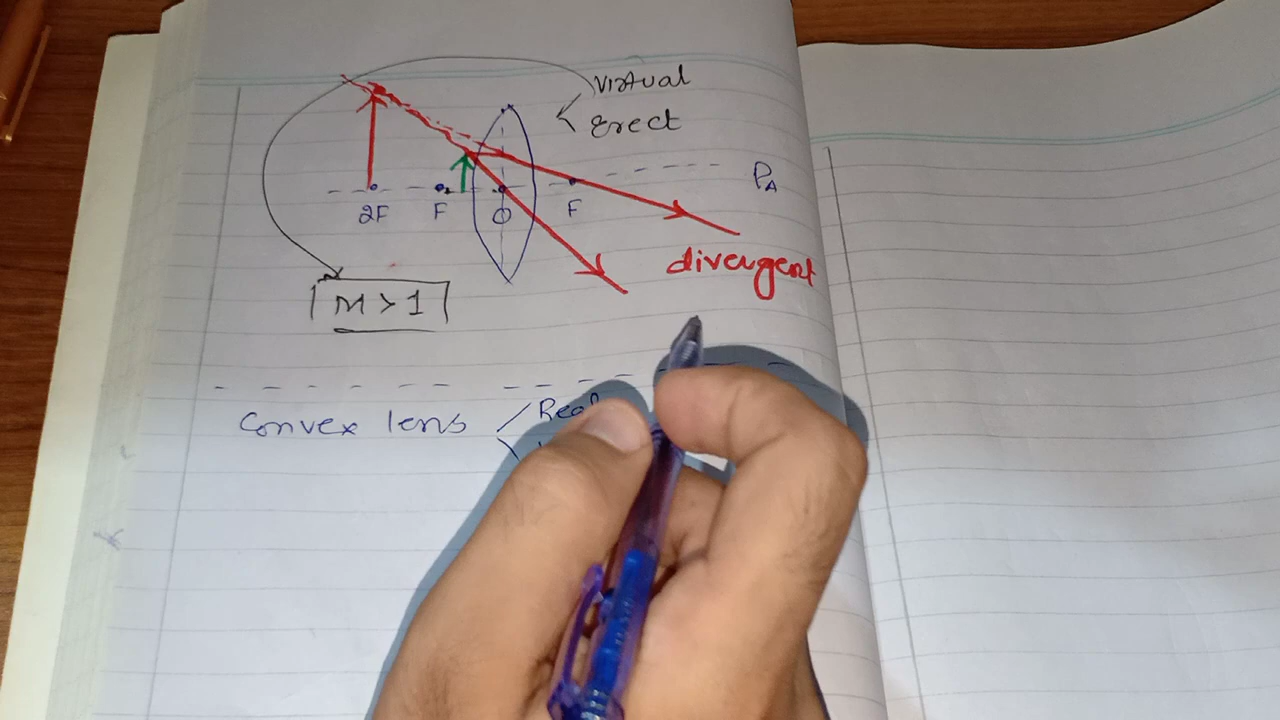 Virtual
Erect
PA
2F F O F
divergent
M > 1
Convex lens
Real